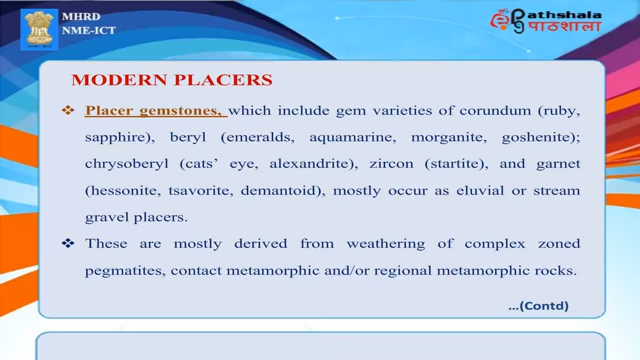 MHRD
NME-ICT
ePathshala
पाठशाला
MODERN PLACERS
Placer gemstones, which include gem varieties of corundum (ruby,
sapphire), beryl (emeralds, aquamarine, morganite, goshenite);
chrysoberyl (cats’ eye, alexandrite), zircon (startite), and garnet
(hessonite, tsavorite, demantoid), mostly occur as eluvial or stream
gravel placers.
These are mostly derived from weathering of complex zoned
pegmatites, contact metamorphic and/or regional metamorphic rocks.
...(Contd)